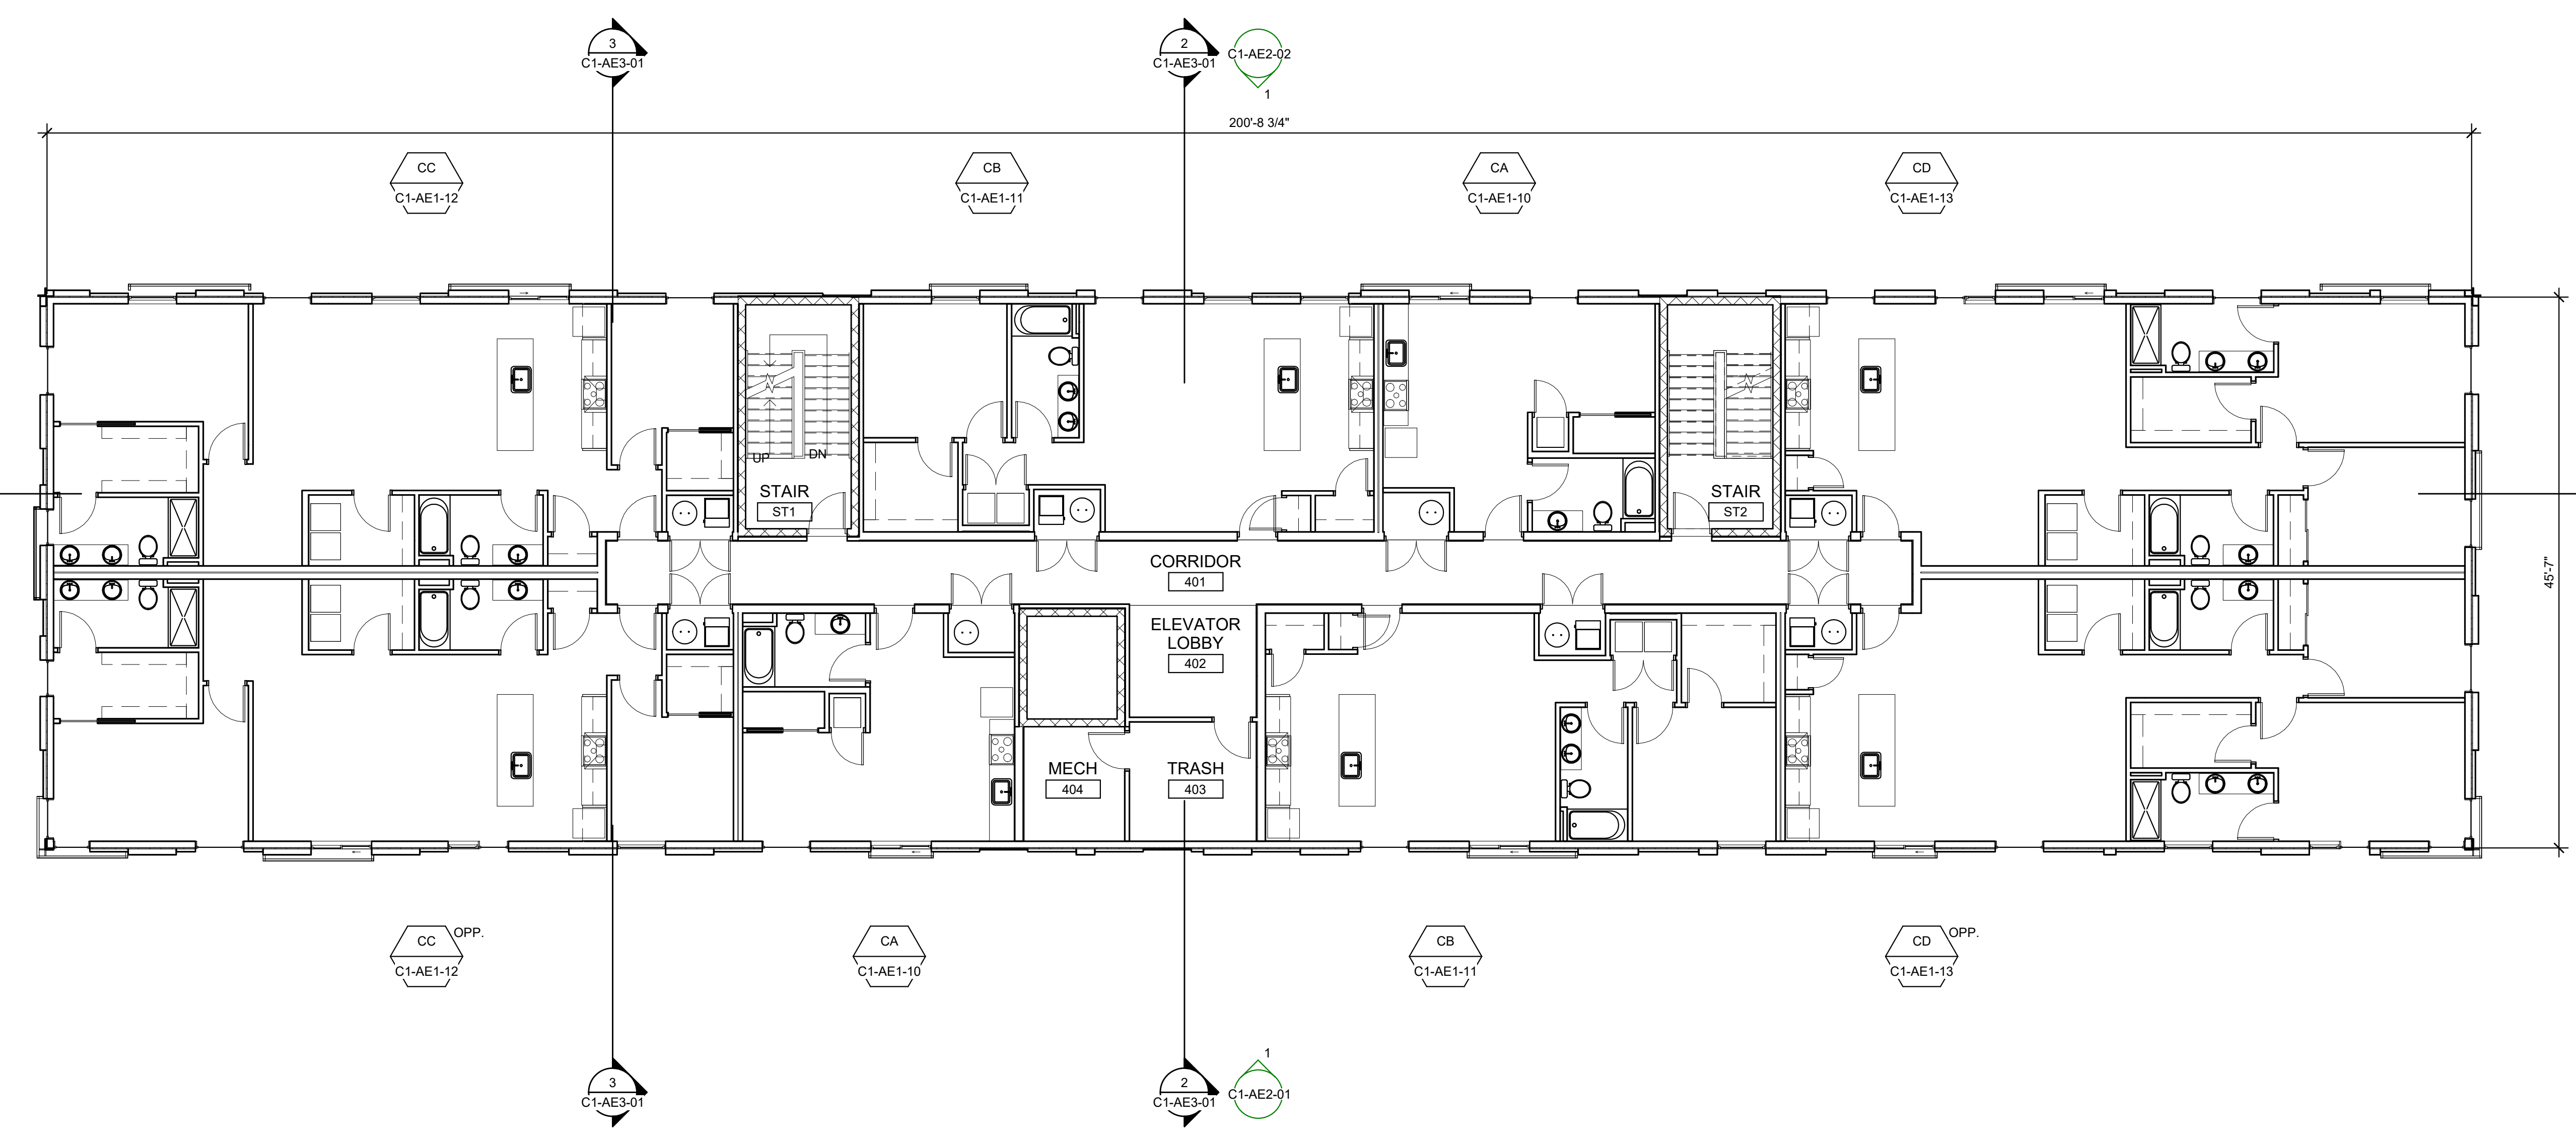 3
C1-AE3-01
2
C1-AE3-01
C1-AE2-02
1
200'-8 3/4"
CC
C1-AE1-12
CB
C1-AE1-11
CA
C1-AE1-10
CD
C1-AE1-13
UP
DN
STAIR
ST1
STAIR
ST2
CORRIDOR
401
45'-7"
ELEVATOR
LOBBY
402
MECH
404
TRASH
403
CC
OPP.
C1-AE1-12
CA
C1-AE1-10
CB
C1-AE1-11
CD
OPP.
C1-AE1-13
3
C1-AE3-01
2
C1-AE3-01
1
C1-AE2-01